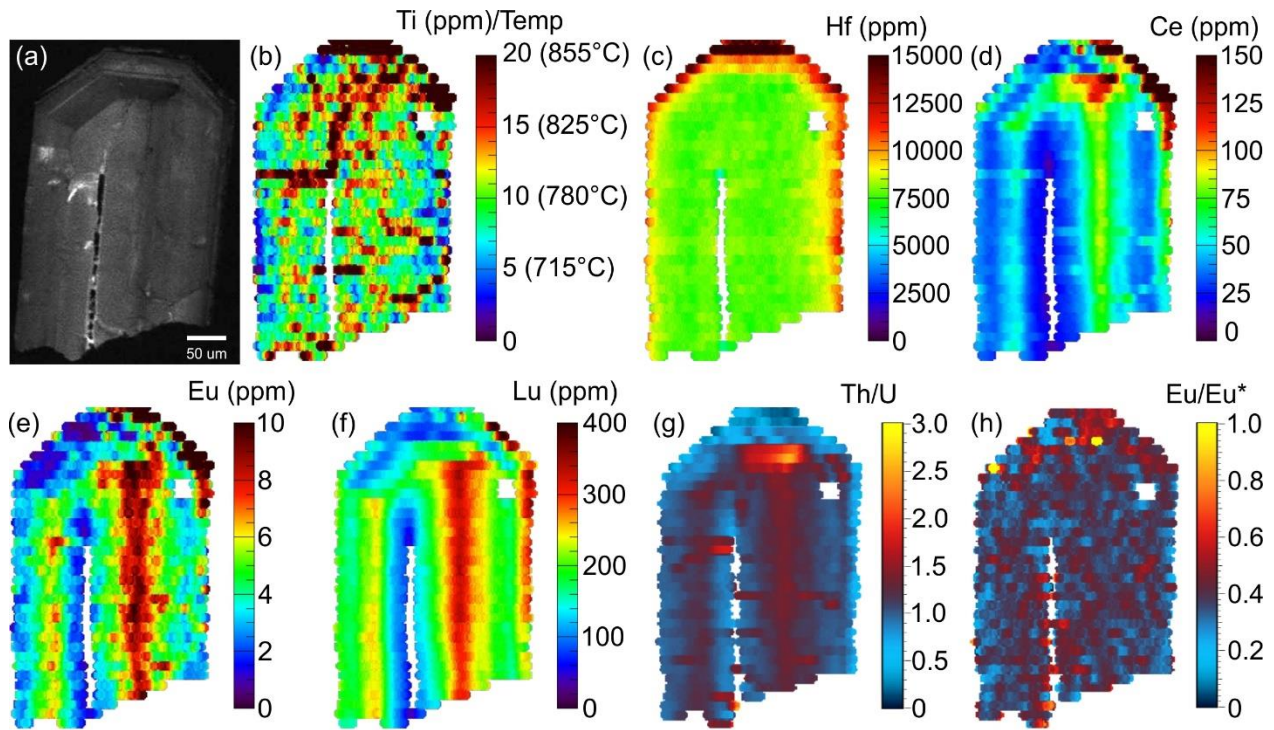 (a)
50 um
(b)
Ti (ppm)/Temp
20 (855°C)
15 (825°C)
10 (780°C)
5 (715°C)
0
(c)
Hf (ppm)
15000
12500
10000
7500
5000
2500
0
(d)
Ce (ppm)
150
125
100
75
50
25
0
(e)
Eu (ppm)
10
8
6
4
2
0
(f)
Lu (ppm)
400
300
200
100
0
(g)
Th/U
3.0
2.5
2.0
1.5
1.0
0.5
0
(h)
Eu/Eu*
1.0
0.8
0.6
0.4
0.2
0